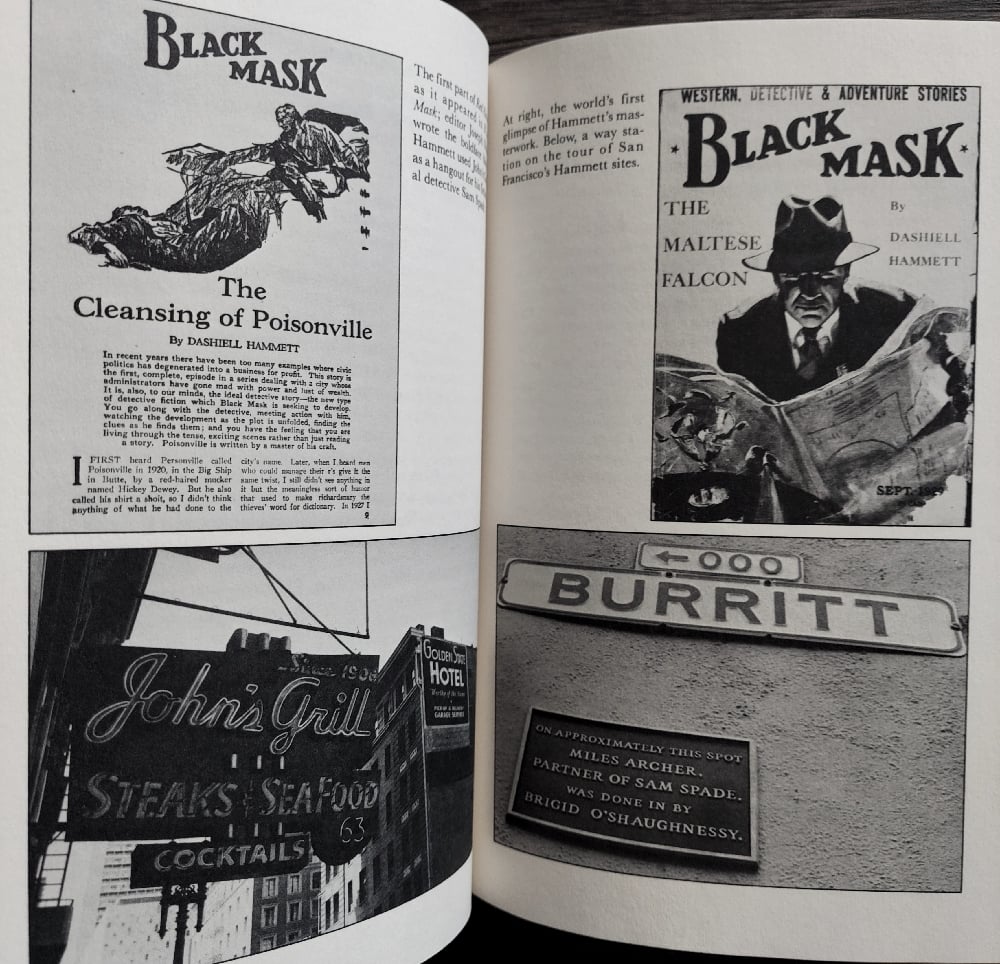 BLACK
MASK
The
Cleansing of Poisonville
By DASHIELL HAMMETT
In recent years there have been too many examples where civic
politics has degenerated into a business for profit. This story is
the first, complete, episode in a series dealing with a city whose
administrators have gone mad with power and lust of wealth.
It is, also, to our minds, the ideal detective story—the new type
of detective fiction which Black Mask is seeking to develop.
You go along with the detective, meeting action with him,
watching the development as the plot is unfolded, finding the
clues as he finds them; and you have the feeling that you are
living through the tense, exciting scenes rather than just reading
a story. Poisonville is written by a master of his craft.
I FIRST heard Personville called
Poisonville in 1920, in the Big Ship
in Butte, by a red-haired mucker
named Hickey Dewey. But he also
called his shirt a shoit, so I didn't think
anything of what he had done to the
city's name. Later, when I heard men
who could manage their r's give it the
same twist, I still didn't see anything in
it but the meaningless sort of humor
that used to make richardsnary the
thieves' word for dictionary. In 1927 I
The first part of
as it appeared
Mask; editor Joseph
wrote the
Hammett used John's
as a hangout for his
al detective Sam
Since 1908
John's Grill
STEAKS SEAFOOD
63
COCKTAILS
GOLDEN STATE
HOTEL
GARAGE SERVICE
At right, the world's first
glimpse of Hammett's mas-
terwork. Below, a way sta-
tion on the tour of San
Francisco's Hammett sites.
WESTERN, DETECTIVE & ADVENTURE STORIES
BLACK
MASK
THE
MALTESE
FALCON
By
DASHIELL
HAMMETT
SEPT.
←000
BURRITT
ON APPROXIMATELY THIS SPOT
MILES ARCHER,
PARTNER OF SAM SPADE,
WAS DONE IN BY
BRIGID O'SHAUGHNESSY.